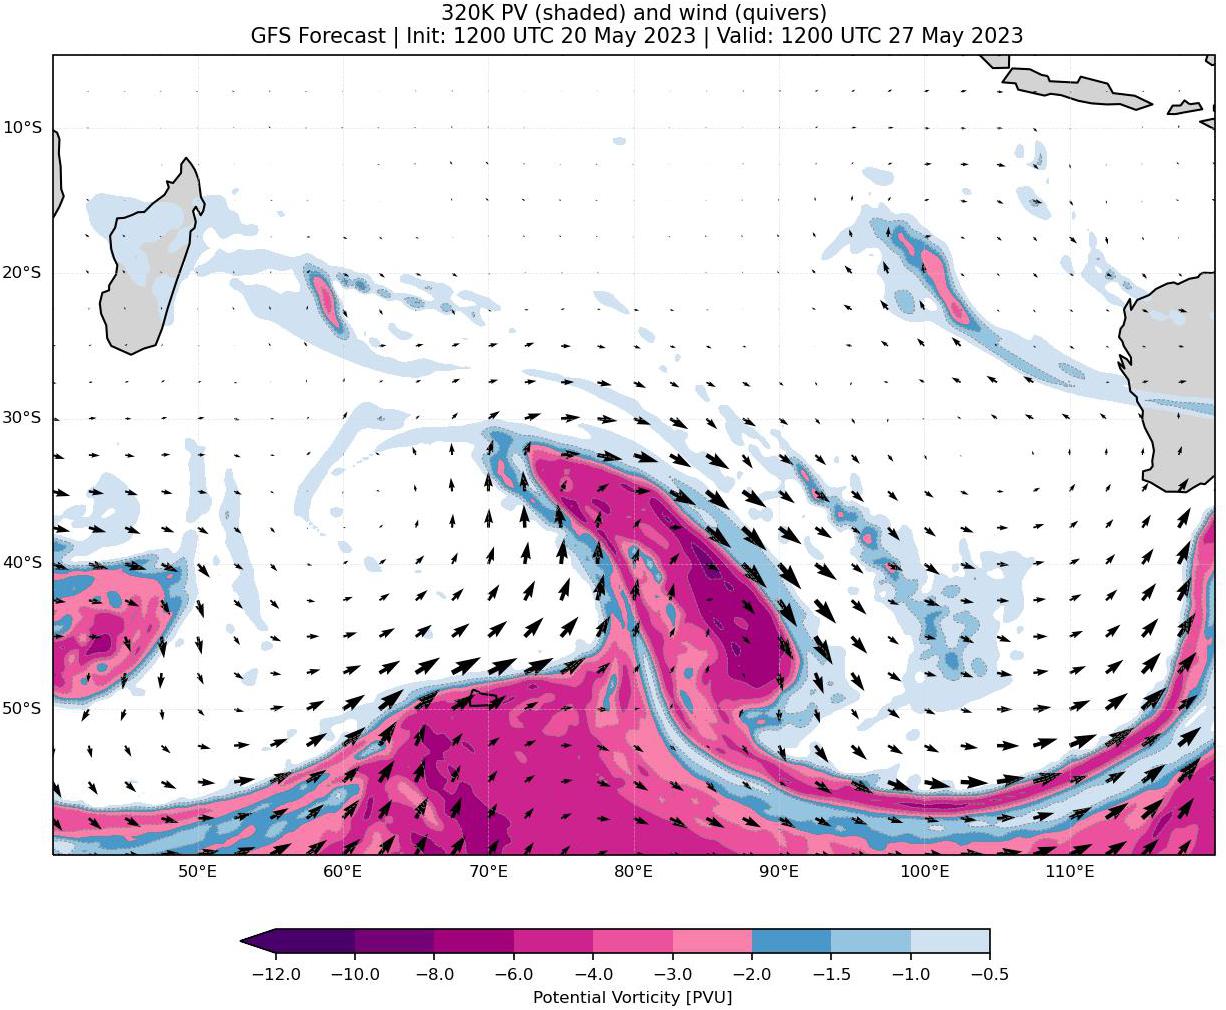 320K PV (shaded) and wind (quivers)
GFS Forecast | Init: 1200 UTC 20 May 2023 | Valid: 1200 UTC 27 May 2023
10°S
20°S
30°S
40°S
50°S
50°E 60°E 70°E 80°E 90°E 100°E 110°E
−12.0 −10.0 −8.0 −6.0 −4.0 −3.0 −2.0 −1.5 −1.0 −0.5
Potential Vorticity [PVU]